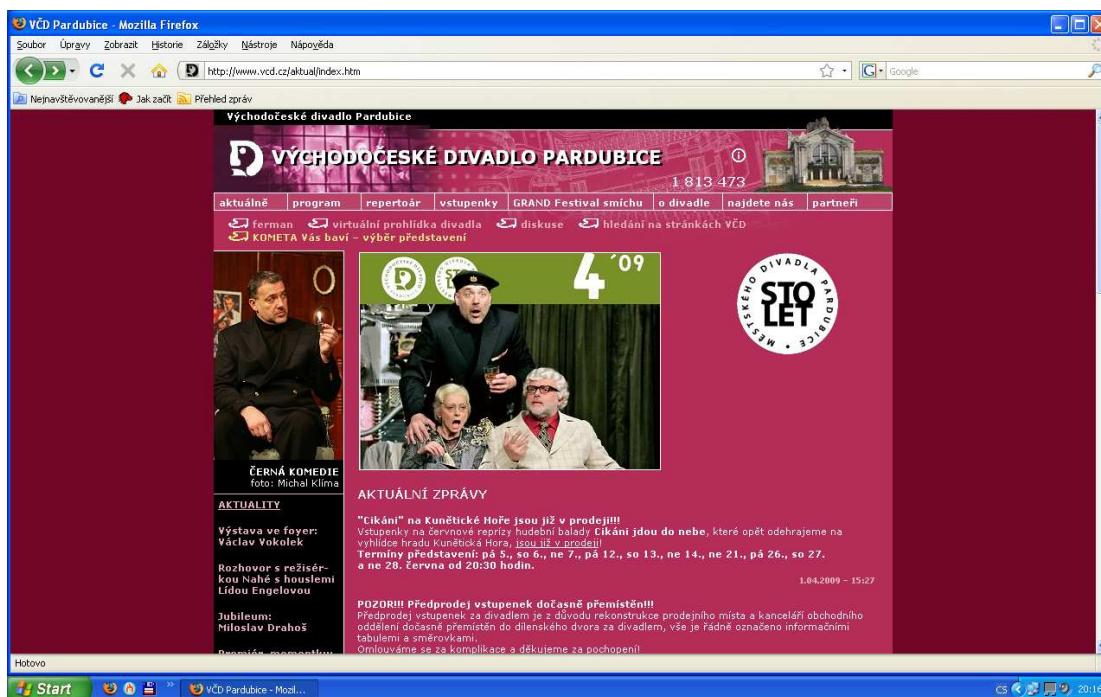 VČD Pardubice - Mozilla Firefox
Soubor Úpravy Zobrazit Historie Záložky Nástroje Nápověda
http://www.vcd.cz/aktual/index.htm
Google
Nejnavštěvovanější Jak začít Přehled zpráv
Východočeské divadlo Pardubice
VÝCHODOČESKÉ DIVADLO PARDUBICE
1 813 473
aktuálně program repertoár vstupenky GRAND Festival smíchu o divadle najdete nás partneři
ferman virtuální prohlídka divadla diskuse hledání na stránkách VČD
KOMETA Vás baví – výběr představení
4 ´09
STO LET
MĚSTSKÉHO DIVADLA PARDUBICE
STO
LET
ČERNÁ KOMEDIE
foto: Michal Klíma
AKTUALITY
Výstava ve foyer:
Václav Vokolek
Rozhovor s režisér-
kou Nahé s houslemi
Lídou Engelovou
Jubileum:
Miloslav Drahoš
AKTUÁLNÍ ZPRÁVY
"Cikáni" na Kunětické Hoře jsou již v prodeji!!!
Vstupenky na červnové reprízy hudební balady Cikáni jdou do nebe, které opět odehrajeme na
vyhlídce hradu Kunětická Hora, jsou již v prodeji!
Termíny představení: pá 5., so 6., ne 7., pá 12., so 13., ne 14., ne 21., pá 26., so 27.
a ne 28. června od 20:30 hodin.
1.04.2009 – 15:27
POZOR!!! Předprodej vstupenek dočasně přemístěn!!!
Předprodej vstupenek za divadlem je z důvodu rekonstrukce prodejního místa a kanceláří obchodního
oddělení dočasně přemístěn do dílenského dvora za divadlem, vše je řádně označeno informačními
tabulemi a směrovkami.
Omlouváme se za komplikace a děkujeme za pochopení!
Hotovo
Start VČD Pardubice - Mozil... CS 20:16